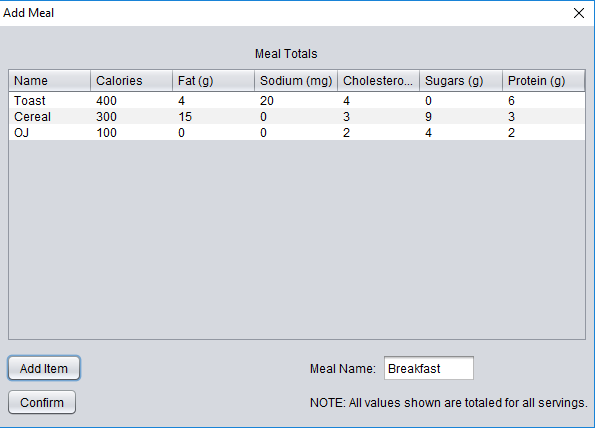 Add Meal
Meal Totals
Name Calories Fat (g) Sodium (mg) Cholestero... Sugars (g) Protein (g)
Toast 400 4 20 4 0 6
Cereal 300 15 0 3 9 3
OJ 100 0 0 2 4 2
Add Item Meal Name: Breakfast
Confirm NOTE: All values shown are totaled for all servings.